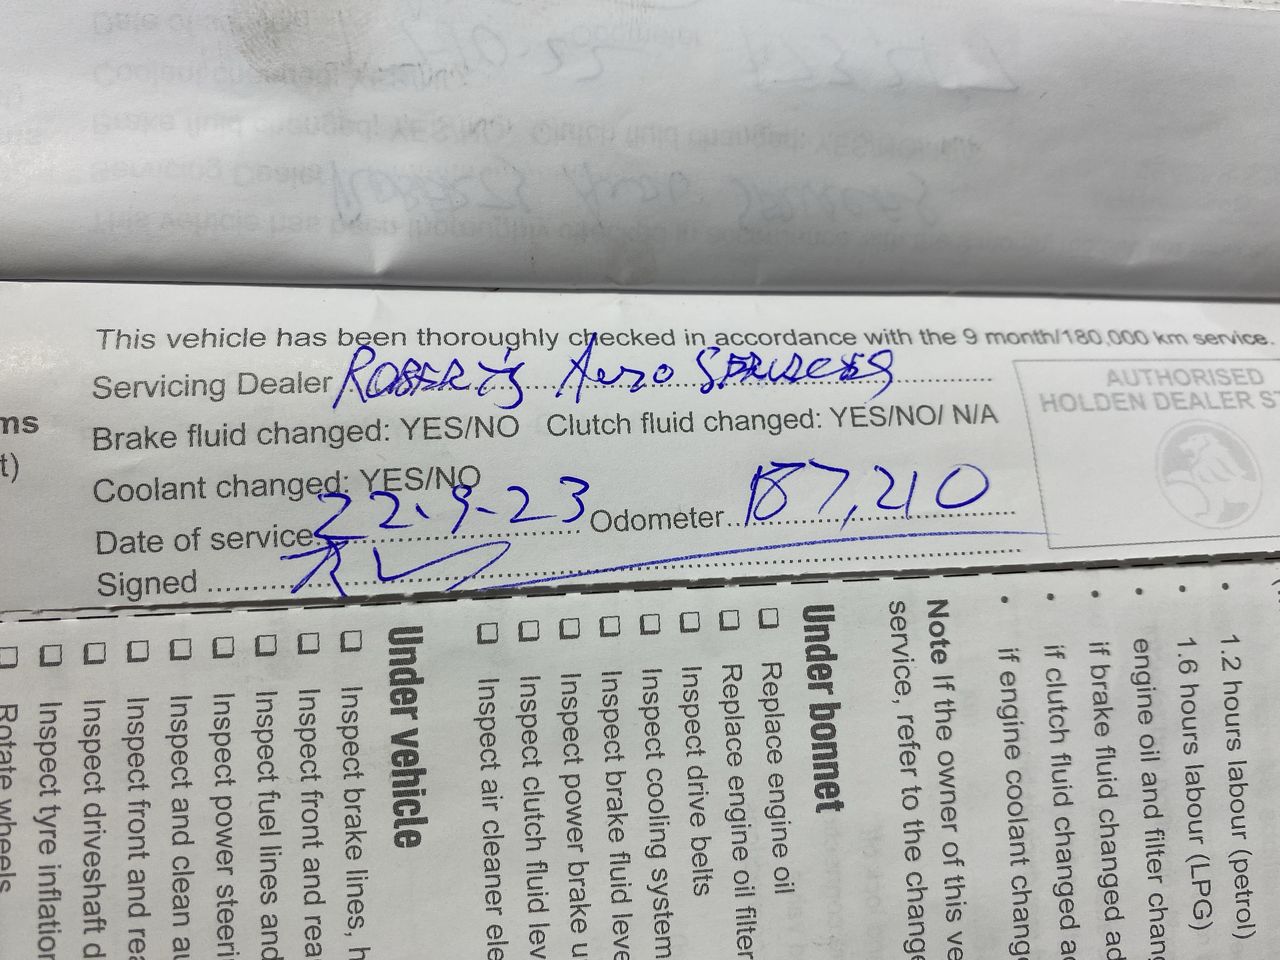 This vehicle has been thoroughly checked in accordance with the 9 month/180,000 km service.
Servicing Dealer ROBERTS Auto SERVICES
AUTHORISED
HOLDEN DEALER ST
Brake fluid changed: YES/NO Clutch fluid changed: YES/NO/ N/A
Coolant changed: YES/NO
Date of service 22-9-23 Odometer 187,210
Signed
ms
t)
1.2 hours labour (petrol)
1.6 hours labour (LPG)
engine oil and filter chang
if brake fluid changed ad
if clutch fluid changed ad
if engine coolant chang
Note If the owner of this ve
service, refer to the change
Under bonnet
Replace engine oil
Replace engine oil filter
Inspect drive belts
Inspect cooling system
Inspect brake fluid leve
Inspect power brake u
Inspect clutch fluid lev
Inspect air cleaner ele
Under vehicle
Inspect brake lines, h
Inspect front and rea
Inspect fuel lines and
Inspect power steeri
Inspect and clean au
Inspect front and rea
Inspect driveshaft d
Inspect tyre inflation
Rotate wheels